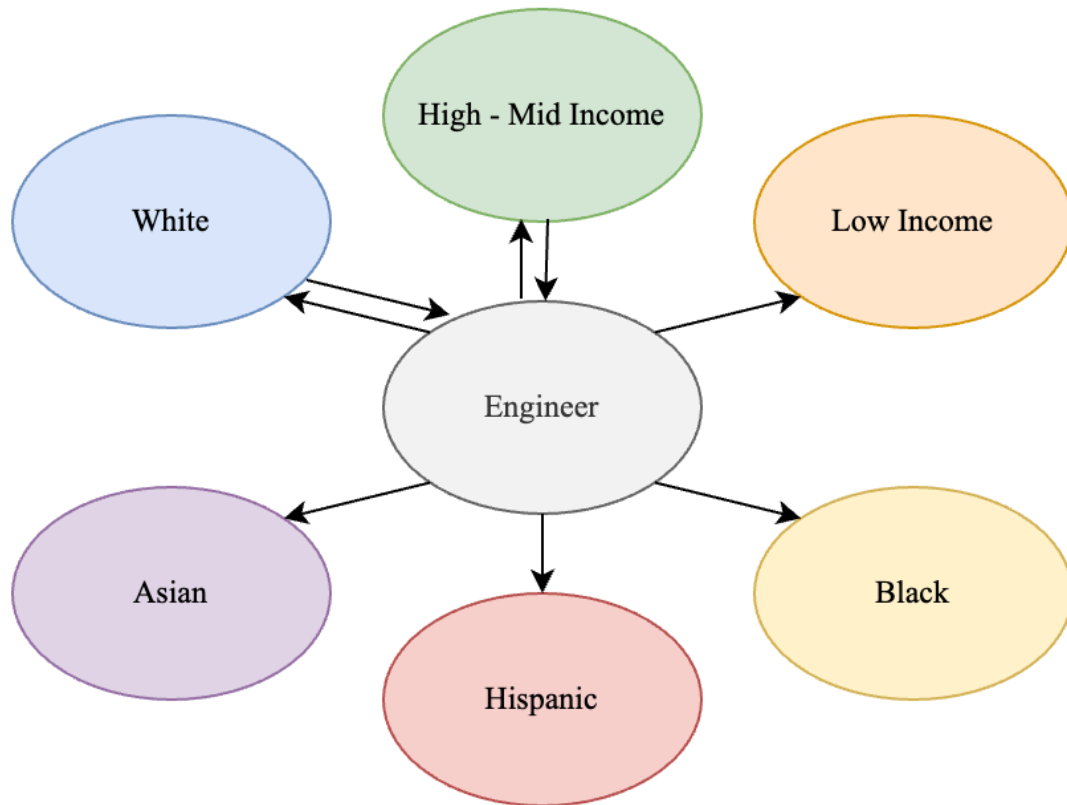 High - Mid Income
White
Low Income
Engineer
Asian
Black
Hispanic